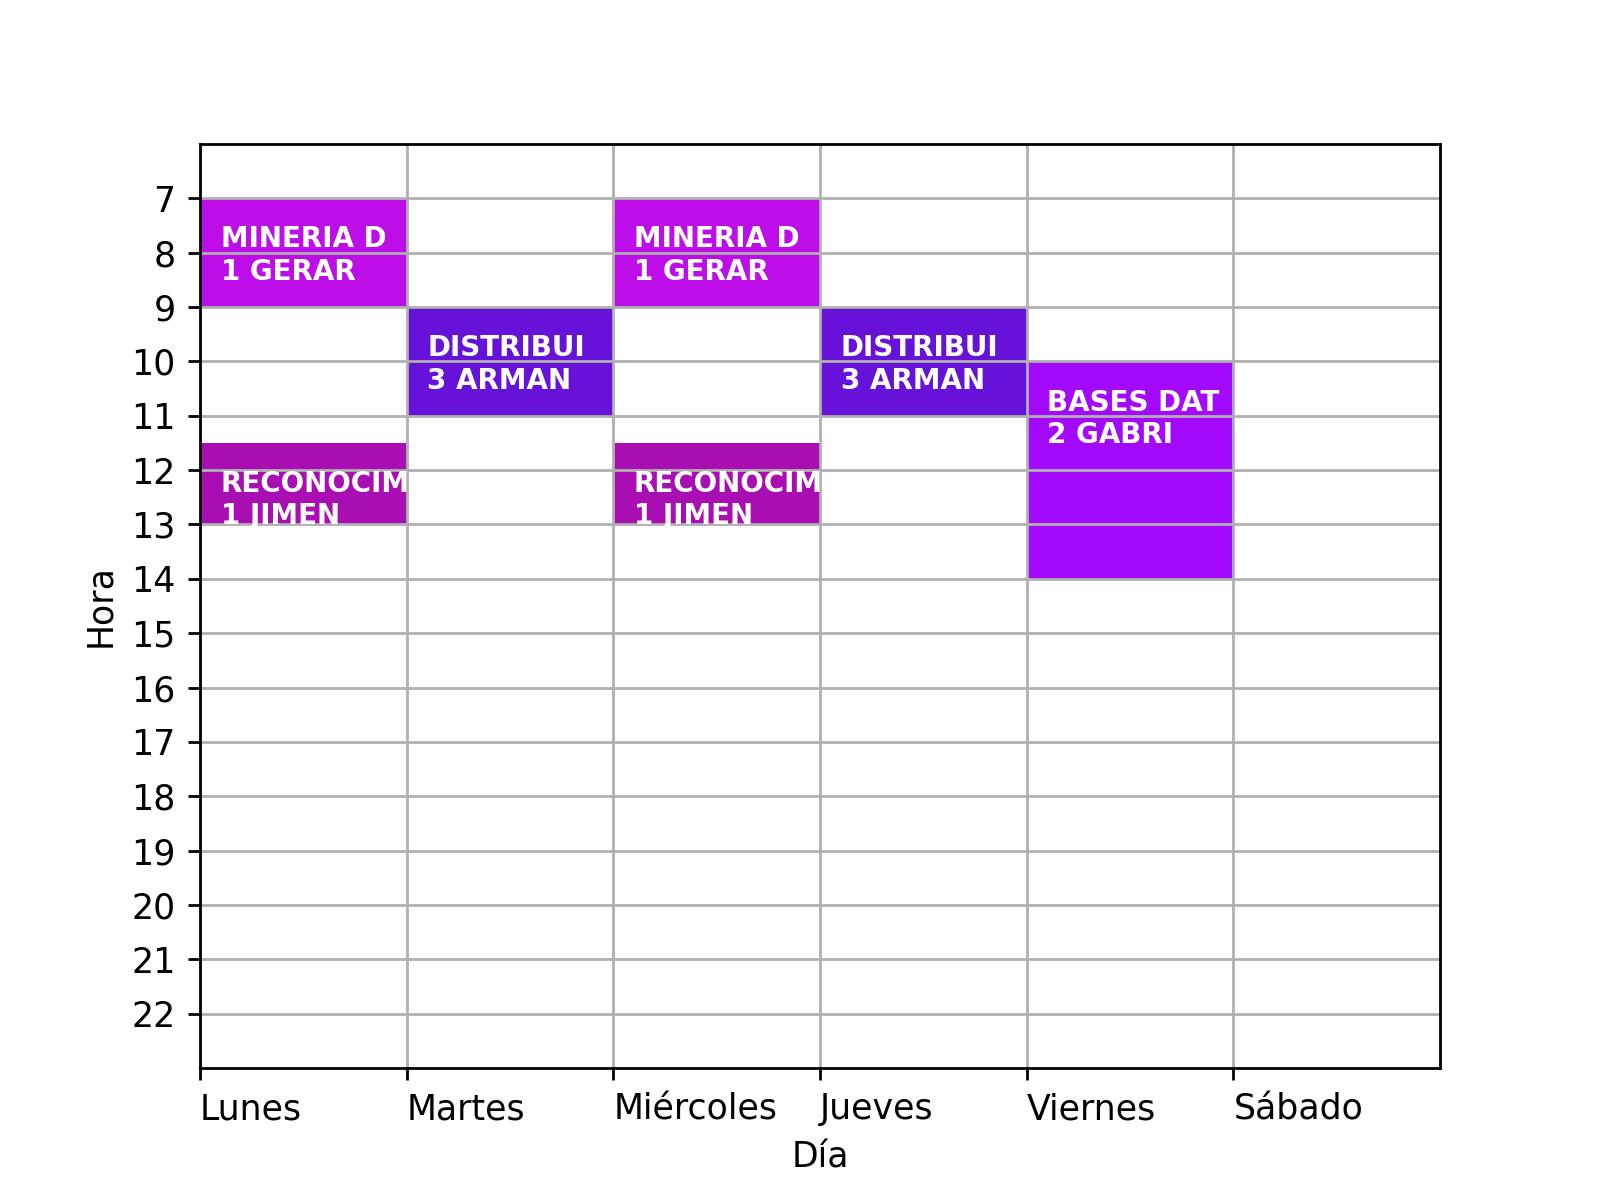 7
8
9
10
11
12
13
14
15
16
17
18
19
20
21
22
Hora
MINERIA D
1 GERAR
MINERIA D
1 GERAR
DISTRIBUI
3 ARMAN
DISTRIBUI
3 ARMAN
BASES DAT
2 GABRI
RECONOCIM
1 JIMEN
RECONOCIM
1 JIMEN
Lunes Martes Miércoles Jueves Viernes Sábado
Día